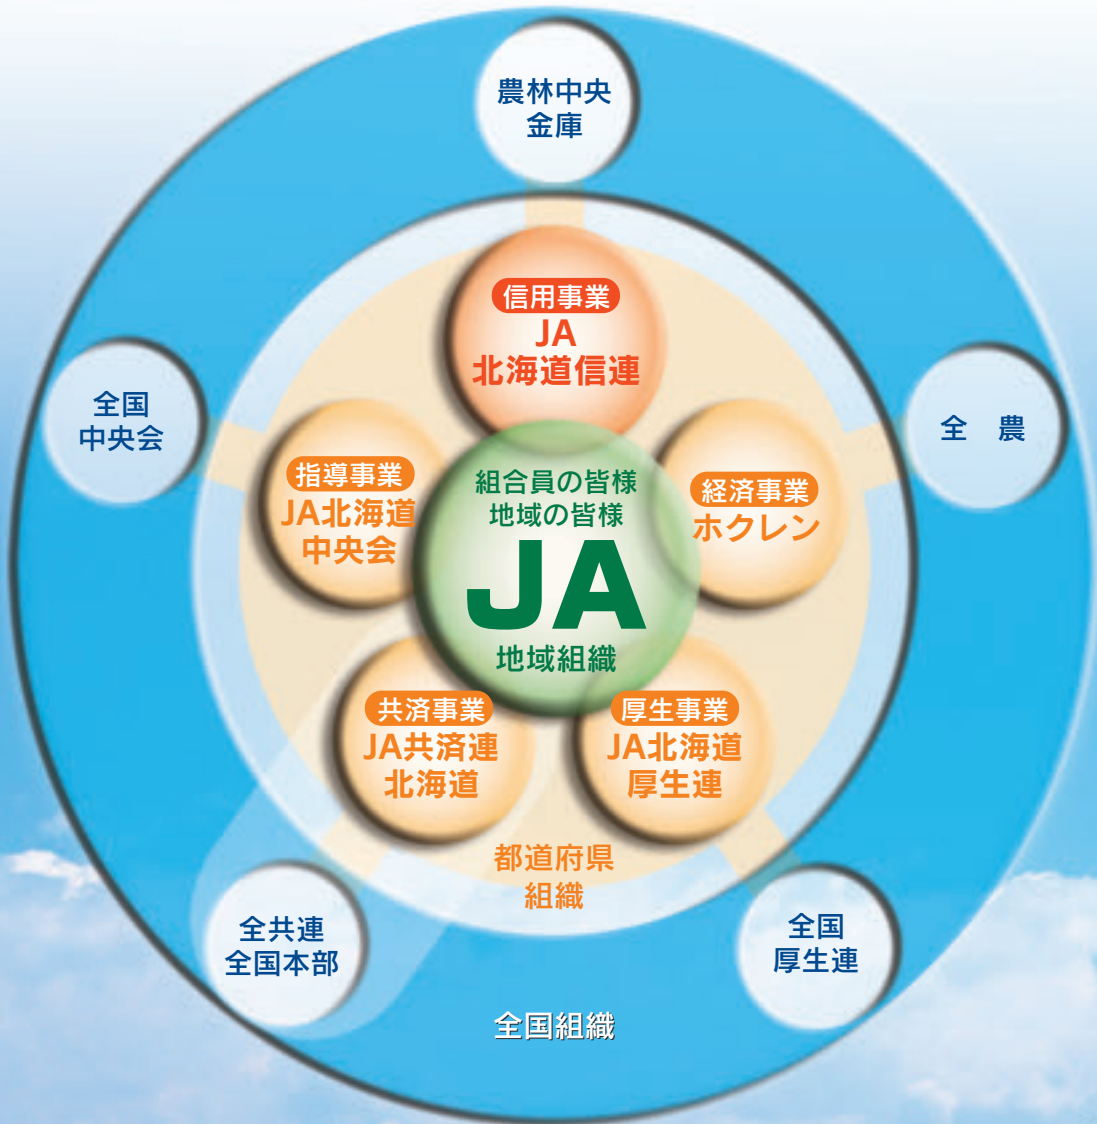 農林中央
金庫
信用事業
JA
北海道信連
全国
中央会
全　農
指導事業
JA北海道
中央会
組合員の皆様
地域の皆様
JA
地域組織
経済事業
ホクレン
共済事業
JA共済連
北海道
厚生事業
JA北海道
厚生連
都道府県
組織
全共連
全国本部
全国
厚生連
全国組織